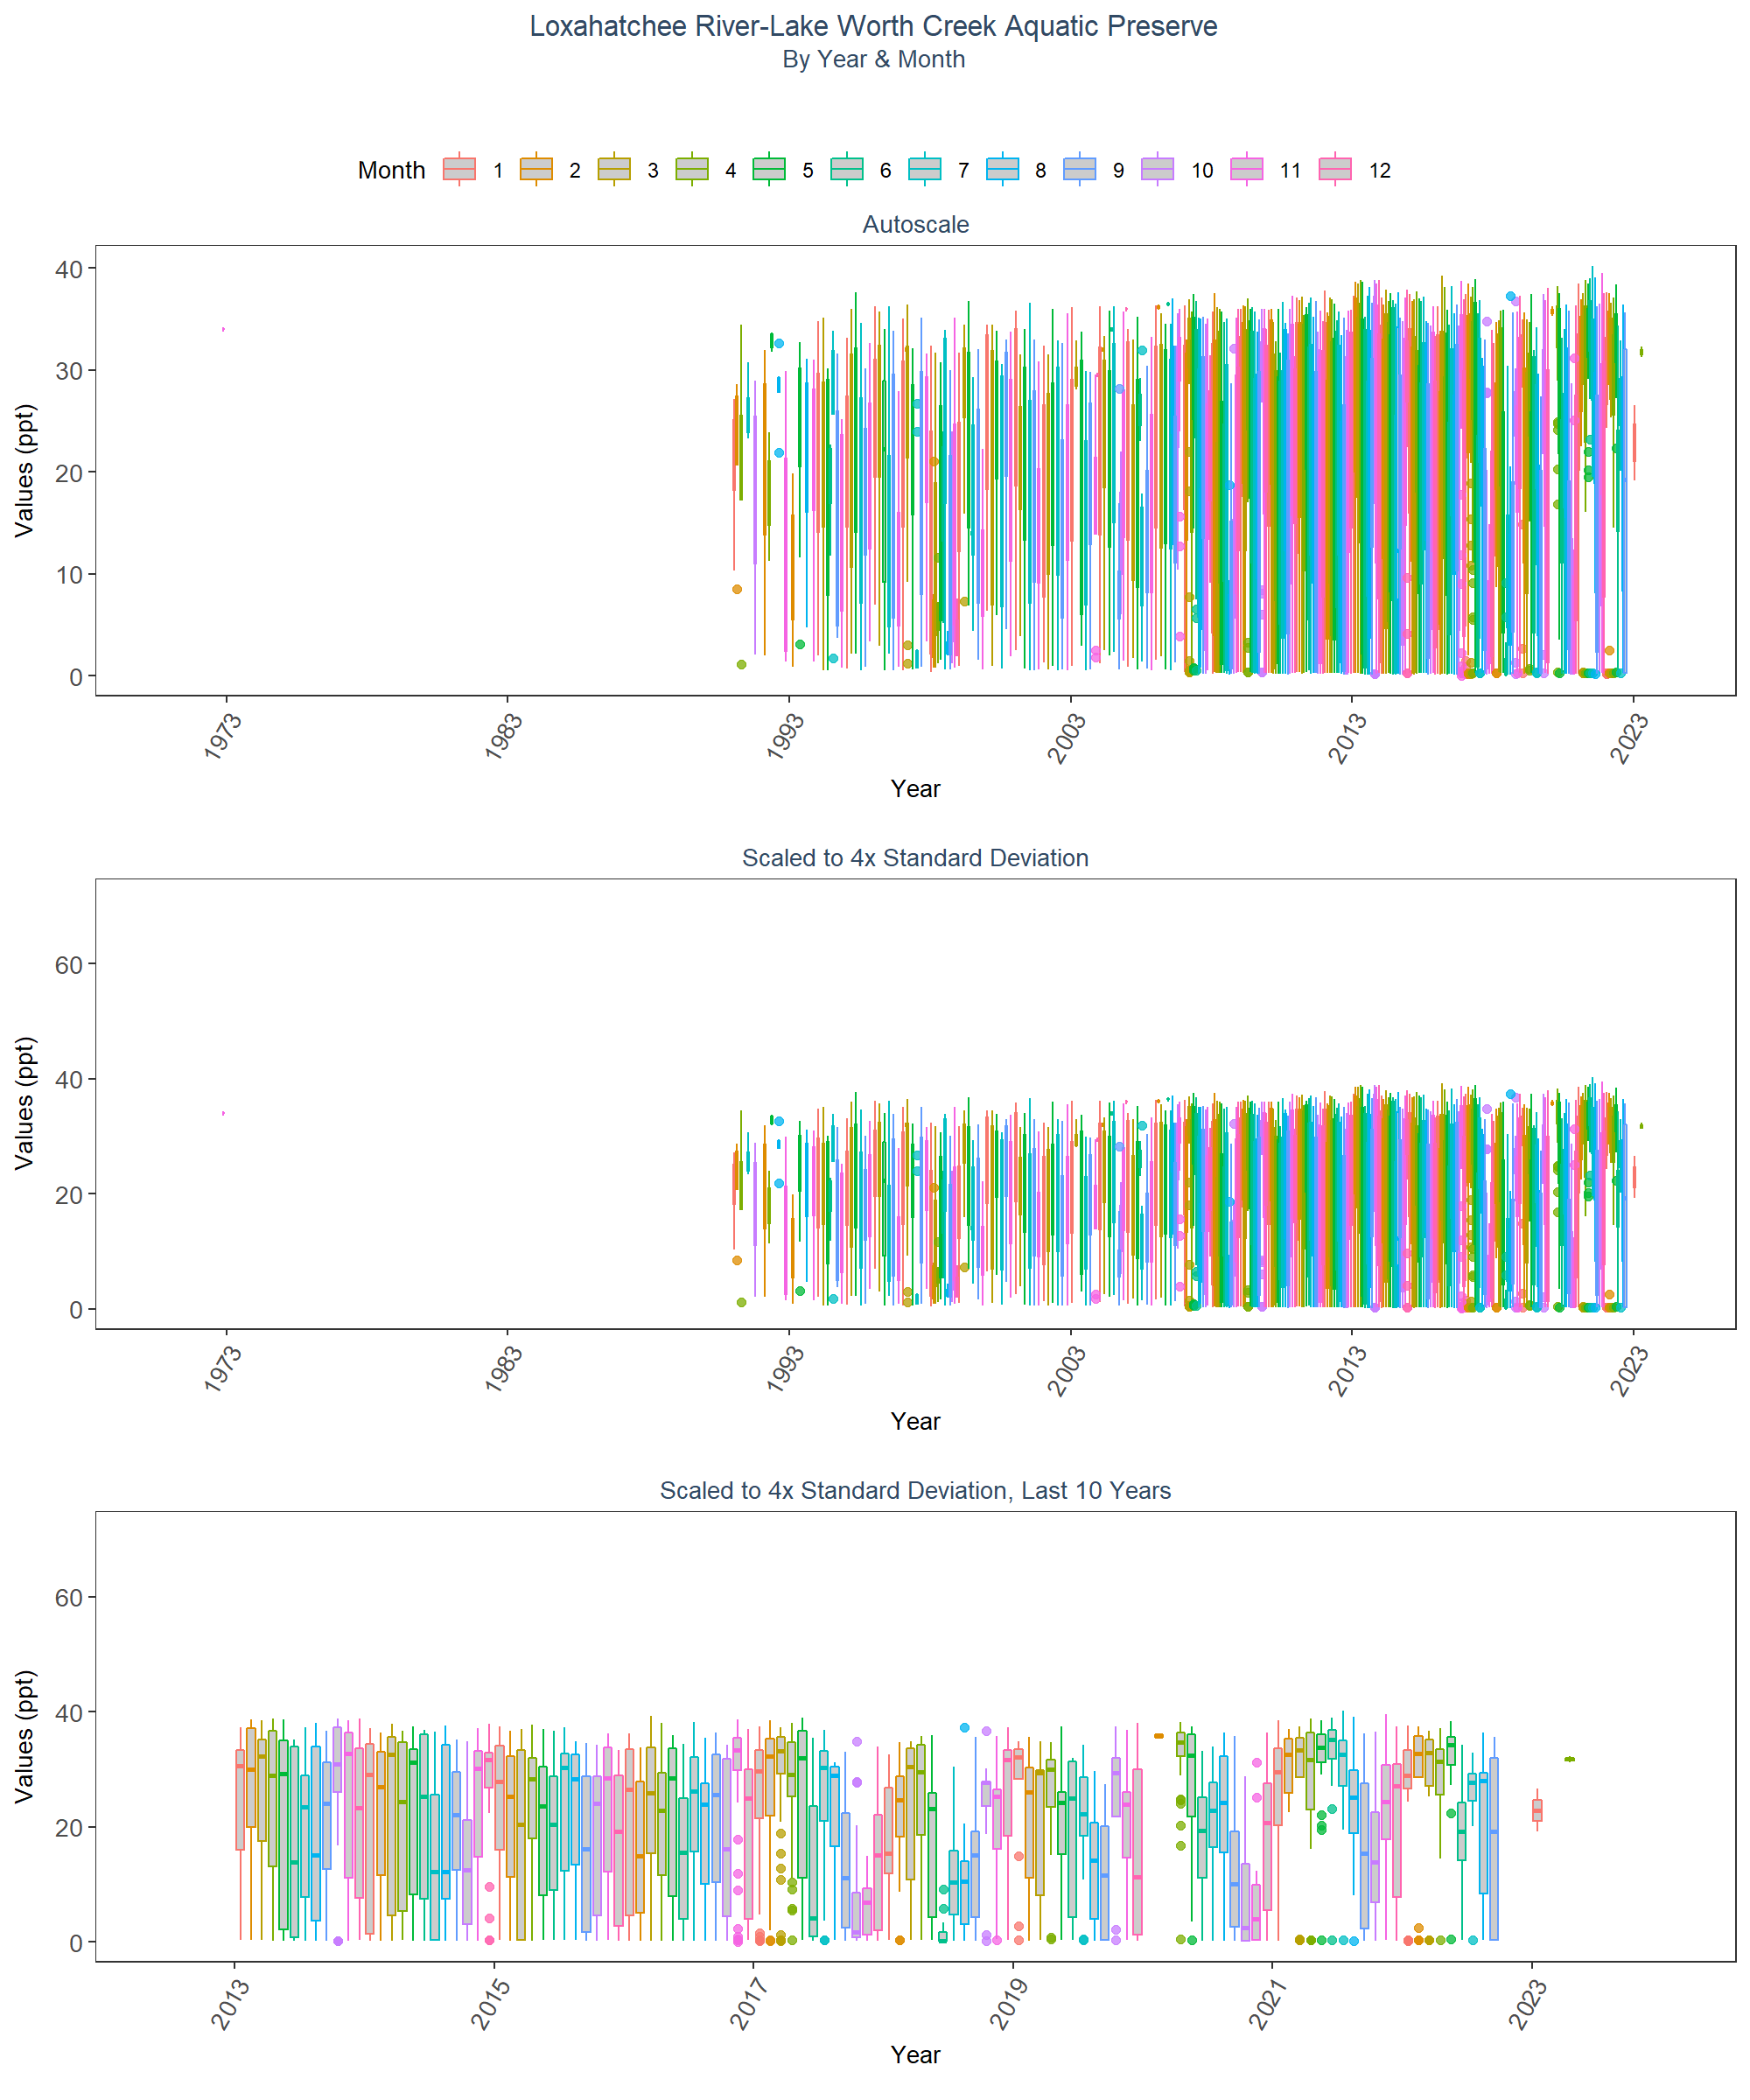 Loxahatchee River-Lake Worth Creek Aquatic Preserve
By Year & Month
Month 1 2 3 4 5 6 7 8 9 10 11 12
Autoscale
Values (ppt)
40
30
20
10
0
1973 1983 1993 2003 2013 2023
Year
Scaled to 4x Standard Deviation
Values (ppt)
60
40
20
0
1973 1983 1993 2003 2013 2023
Year
Scaled to 4x Standard Deviation, Last 10 Years
Values (ppt)
60
40
20
0
2013 2015 2017 2019 2021 2023
Year